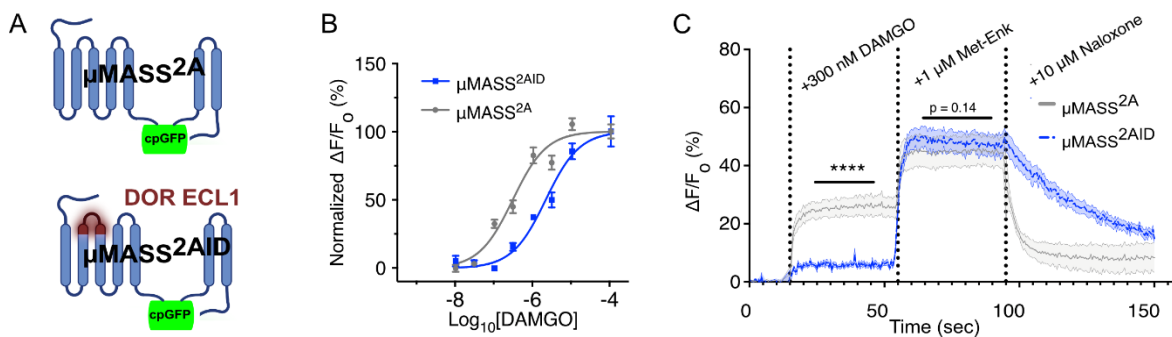 A
µMASS2A
cpGFP
DOR ECL1
µMASS2AID
cpGFP
B
Normalized ΔF/Fo (%)
150
100
50
0
-8
-6
-4
Log10[DAMGO]
µMASS2AID
µMASS2A
C
ΔF/Fo (%)
80
60
40
20
0
0
50
100
150
Time (sec)
+300 nM DAMGO
+1 µM Met-Enk
+10 µM Naloxone
****
p = 0.14
µMASS2A
µMASS2AID